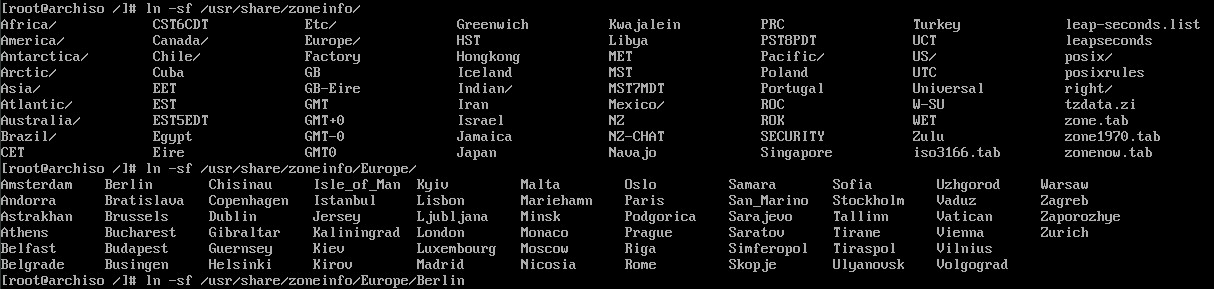 [root@archiso /]# ln -sf /usr/share/zoneinfo/
Africa/ CST6CDT Etc/ Greenwich Kwajalein PRC Turkey leap-seconds.list
America/ Canada/ Europe/ HST Libya PST8PDT UCT leapseconds
Antarctica/ Chile/ Factory Hongkong MET Pacific/ US/ posix/
Arctic/ Cuba GB Iceland MST Poland UTC posixrules
Asia/ EET GB-Eire Indian/ MST7MDT Portugal Universal right/
Atlantic/ EST GMT Iran Mexico/ ROC W-SU tzdata.zi
Australia/ EST5EDT GMT+0 Israel NZ ROK WET zone.tab
Brazil/ Egypt GMT-0 Jamaica NZ-CHAT SECURITY Zulu zone1970.tab
CET Eire GMT0 Japan Navajo Singapore iso3166.tab zonenow.tab
[root@archiso /]# ln -sf /usr/share/zoneinfo/Europe/
Amsterdam Berlin Chisinau Isle_of_Man Kyiv Malta Oslo Samara Sofia Uzhgorod Warsaw
Andorra Bratislava Copenhagen Istanbul Lisbon Mariehamn Paris San_Marino Stockholm Vaduz Zagreb
Astrakhan Brussels Dublin Jersey Ljubljana Minsk Podgorica Sarajevo Tallinn Vatican Zaporozhye
Athens Bucharest Gibraltar Kaliningrad London Monaco Prague Saratov Tirane Vienna Zurich
Belfast Budapest Guernsey Kiev Luxembourg Moscow Riga Simferopol Tiraspol Vilnius
Belgrade Busingen Helsinki Kirov Madrid Nicosia Rome Skopje Ulyanovsk Volgograd
[root@archiso /]# ln -sf /usr/share/zoneinfo/Europe/Berlin